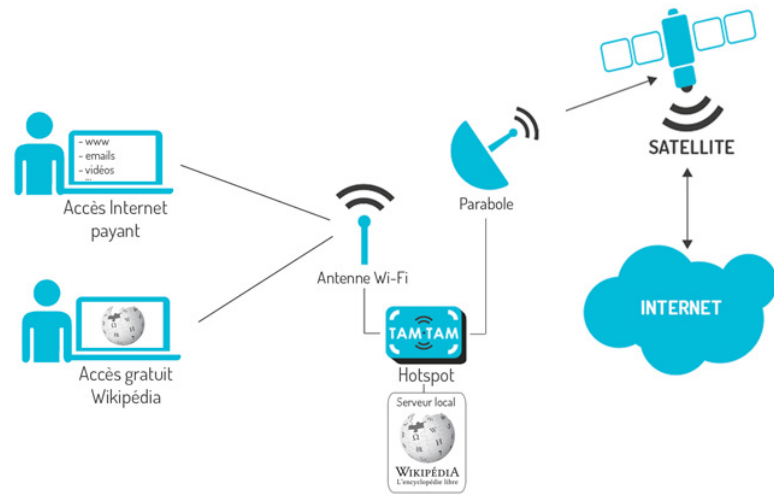 - www
- emails
- vidéos
...
Accès Internet
payant
Accès gratuit
Wikipédia
Antenne Wi-Fi
Parabole
SATELLITE
INTERNET
TAM TAM
Hotspot
Serveur local
WIKIPÉDIA
L'encyclopédie libre